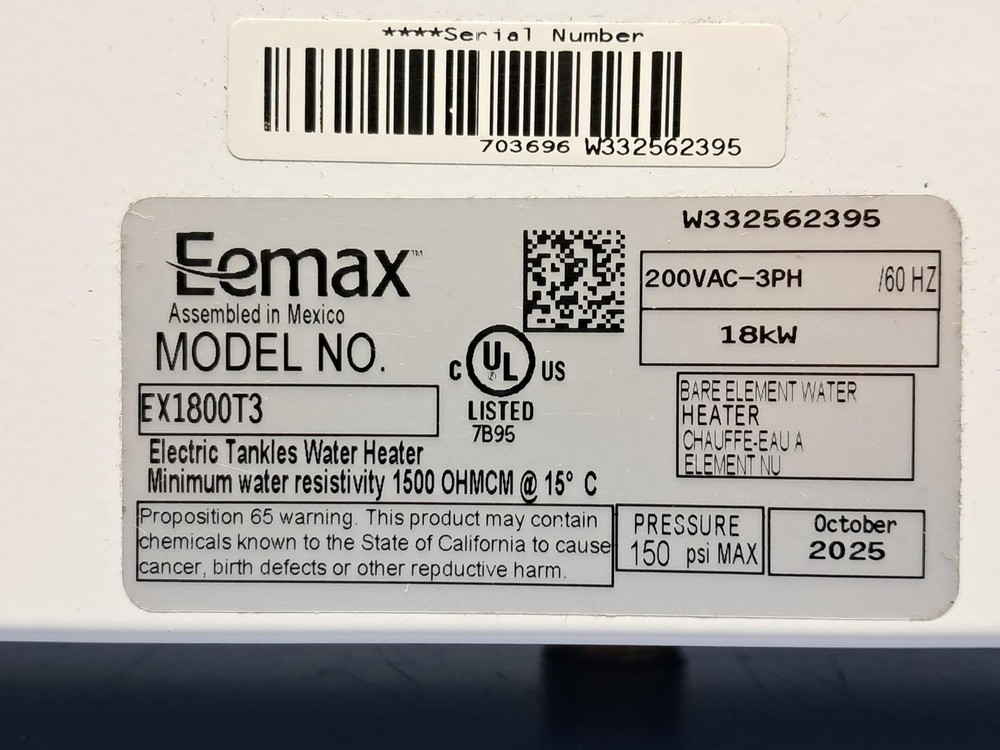 ****Serial Number
703696 W332562395
W332562395
Eemax™
Assembled in Mexico
MODEL NO.
EX1800T3
C UL US
LISTED
7B95
200VAC-3PH /60 HZ
18kW
BARE ELEMENT WATER
HEATER
CHAUFFE-EAU A
ELEMENT NU
Electric Tankles Water Heater
Minimum water resistivity 1500 OHMCM @ 15° C
Proposition 65 warning. This product may contain
chemicals known to the State of California to cause
cancer, birth defects or other repductive harm.
PRESSURE
150 psi MAX
October
2025